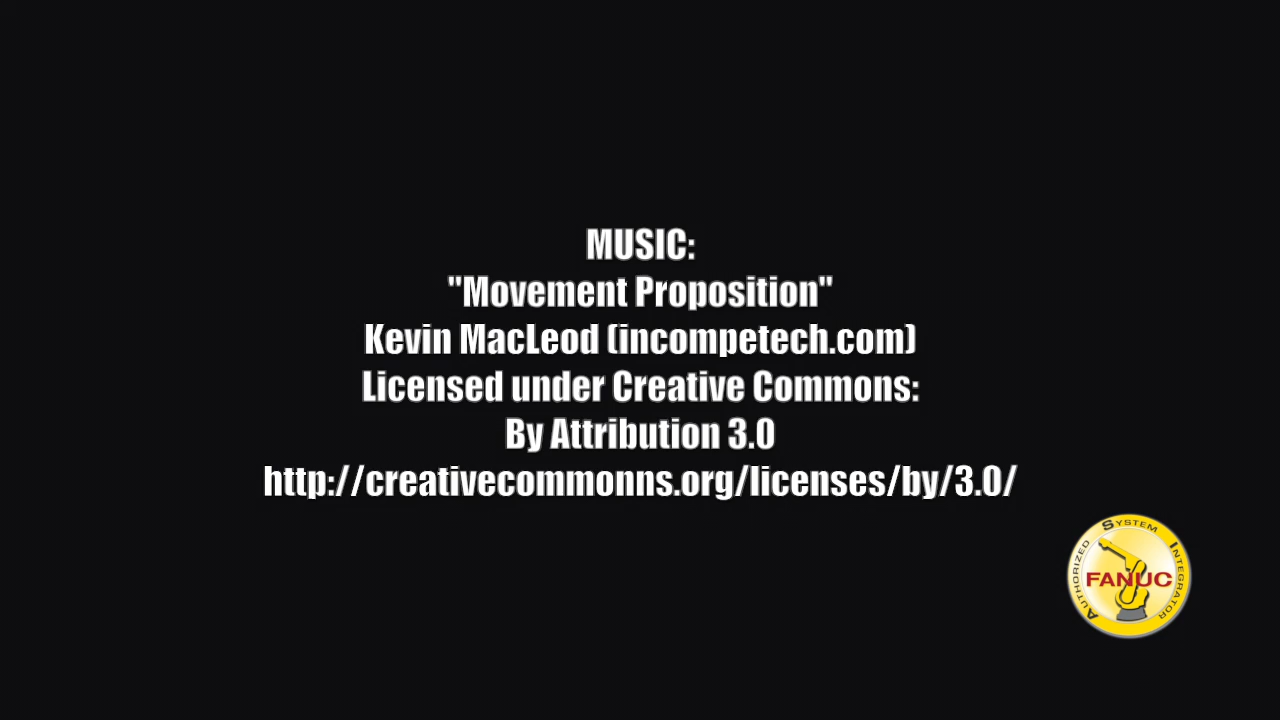 MUSIC:
"Movement Proposition"
Kevin MacLeod (incompetech.com)
Licensed under Creative Commons:
By Attribution 3.0
http://creativecommonns.org/licenses/by/3.0/
AUTHORIZED SYSTEM INTEGRATOR
FANUC